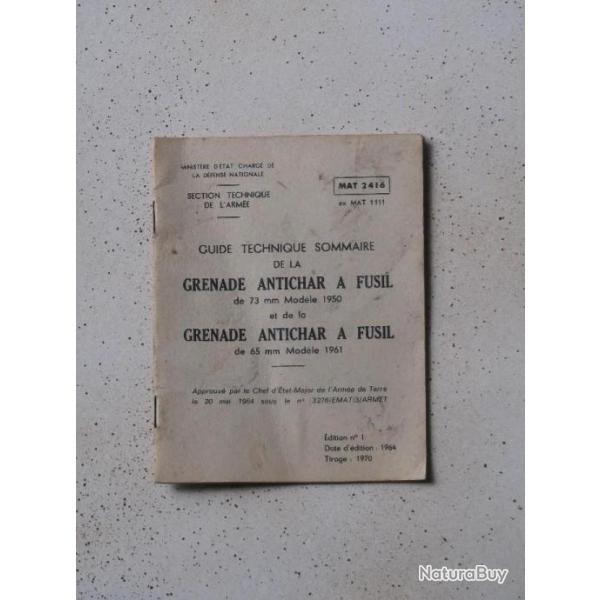 MINISTÈRE D'ÉTAT CHARGÉ DE
LA DÉFENSE NATIONALE
SECTION TECHNIQUE
DE L'ARMÉE
MAT 2416
ex MAT 1111
GUIDE TECHNIQUE SOMMAIRE
DE LA
GRENADE ANTICHAR A FUSIL
de 73 mm Modèle 1950
et de la
GRENADE ANTICHAR A FUSIL
de 65 mm Modèle 1961
Approuvé par le Chef d'État-Major de l'Armée de Terre
le 20 mai 1964 sous le n° 3276/EMAT/3/ARMET
Édition n° 1
Date d'édition : 1964
Tirage : 1970
NaturaBuy